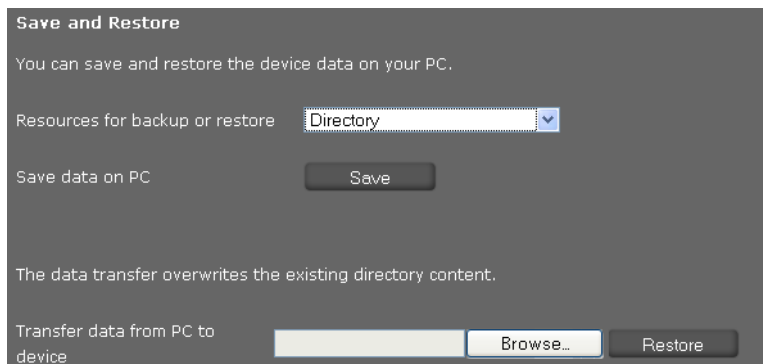 Save and Restore
You can save and restore the device data on your PC.
Resources for backup or restore Directory
Save data on PC Save
The data transfer overwrites the existing directory content.
Transfer data from PC to
device Browse... Restore